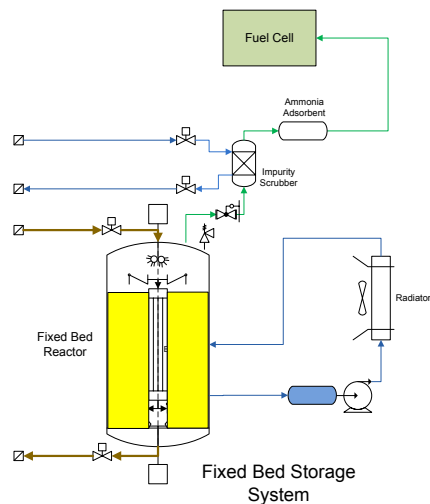 Fuel Cell
Ammonia
Adsorbent
Impurity
Scrubber
Radiator
Fixed Bed
Reactor
Fixed Bed Storage
System